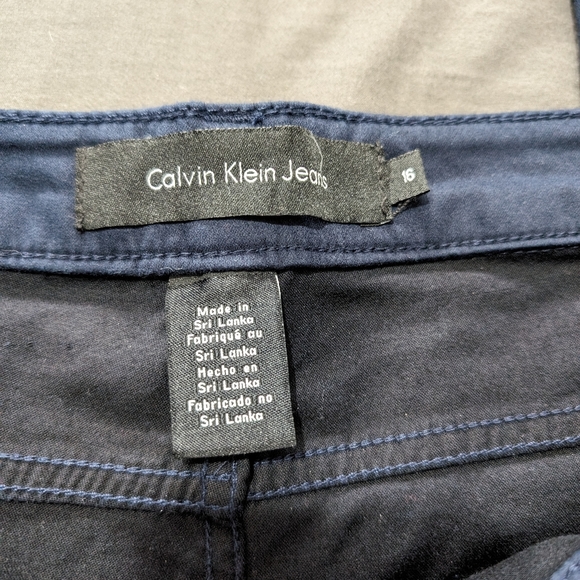 Calvin Klein Jeans
16
Made in
Sri Lanka
Fabriqué au
Sri Lanka
Hecho en
Sri Lanka
Fabricado no
Sri Lanka